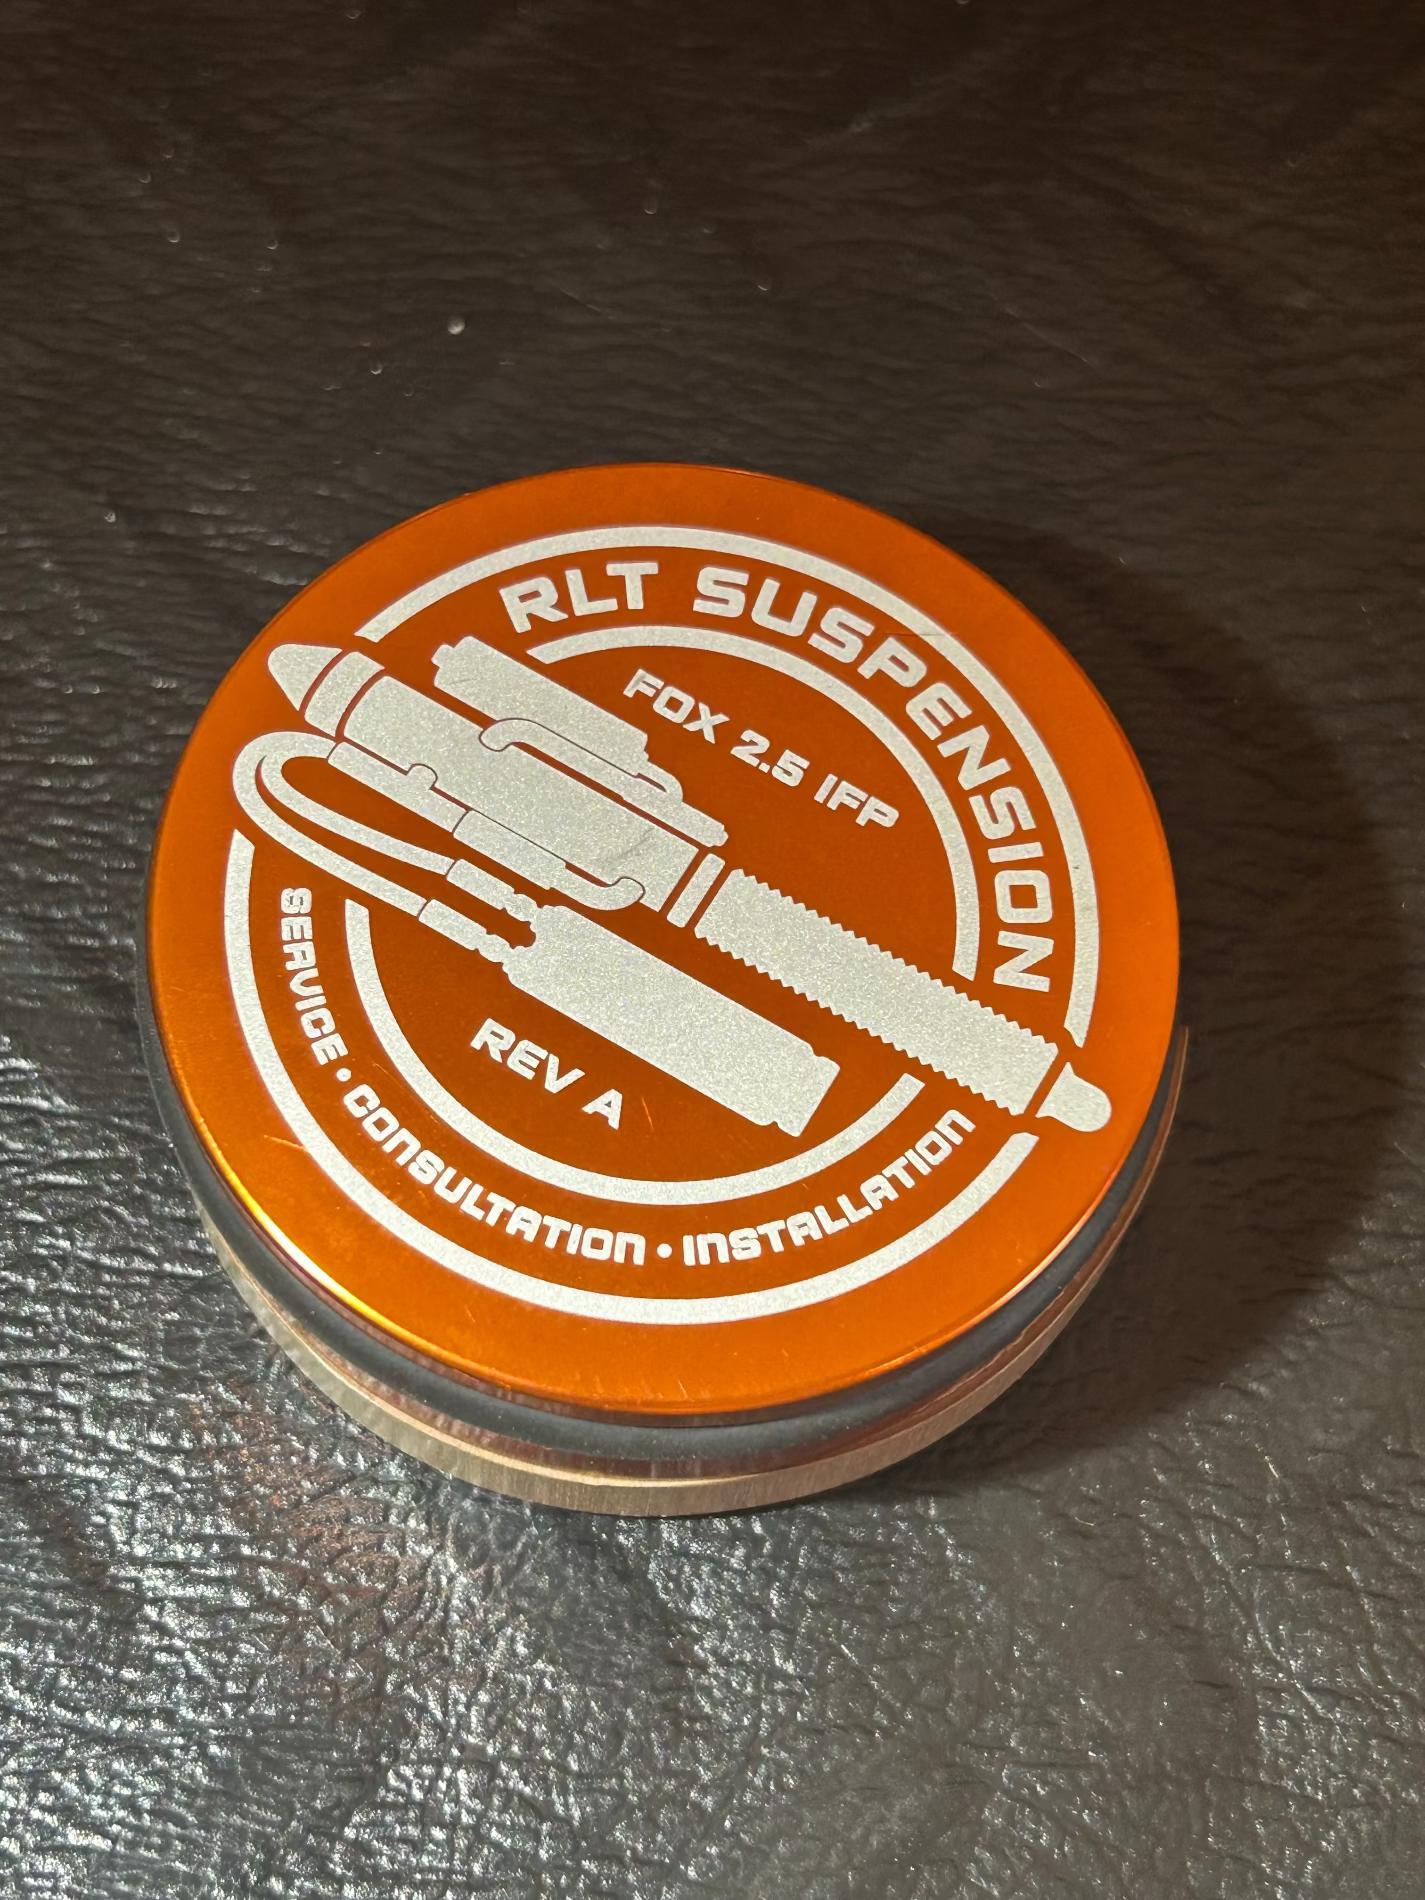 RLT SUSPENSION
FOX 2.5 IFP
REV A
SERVICE • CONSULTATION • INSTALLATION